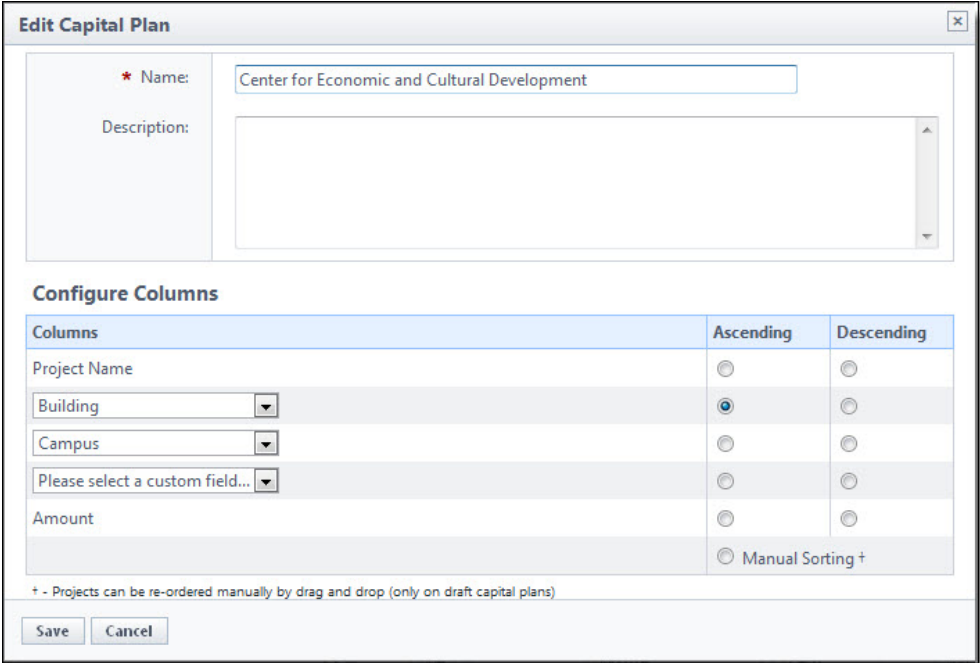 Edit Capital Plan
* Name: Center for Economic and Cultural Development
Description:
Configure Columns
Columns Ascending Descending
Project Name
Building
Campus
Please select a custom field...
Amount
Manual Sorting †
† - Projects can be re-ordered manually by drag and drop (only on draft capital plans)
Save Cancel